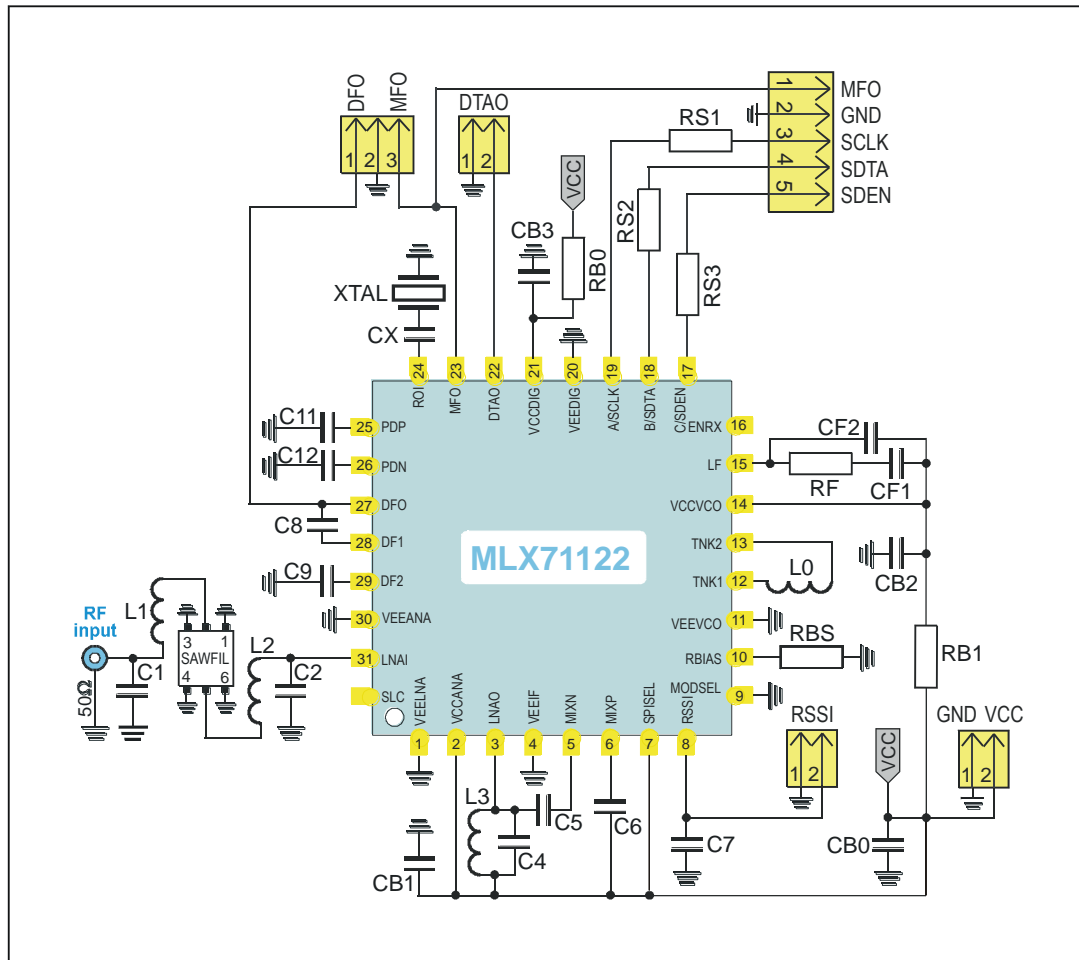 DFO
MFO
1
2
3
DTAO
1
2
1
2
3
4
5
MFO
GND
SCLK
SDTA
SDEN
RS1
RS2
RS3
VCC
CB3
RB0
XTAL
CX
24
23
22
21
20
19
18
17
ROI
MFO
DTAO
VCCDIG
VEEDIG
A/SCLK
B/SDTA
C/SDEN
C11
25 PDP
C12
26 PDN
27 DFO
C8
28 DF1
C9
29 DF2
30 VEEANA
31 LNAI
SLC
ENRX 16
LF 15
VCCVCO 14
TNK2 13
TNK1 12
VEEVCO 11
RBIAS 10
MODSEL 9
MLX71122
CF2
RF
CF1
L0
CB2
RBS
RB1
RF
input
50Ω
L1
C1
3
1
SAWFIL
4
6
L2
C2
VEELNA
VCCANA
LNAO
VEEIF
MIXN
MIXP
SPISEL
RSSI
1
2
3
4
5
6
7
8
RSSI
1
2
VCC
GND VCC
1
2
L3
C4
C5
C6
C7
CB1
CB0